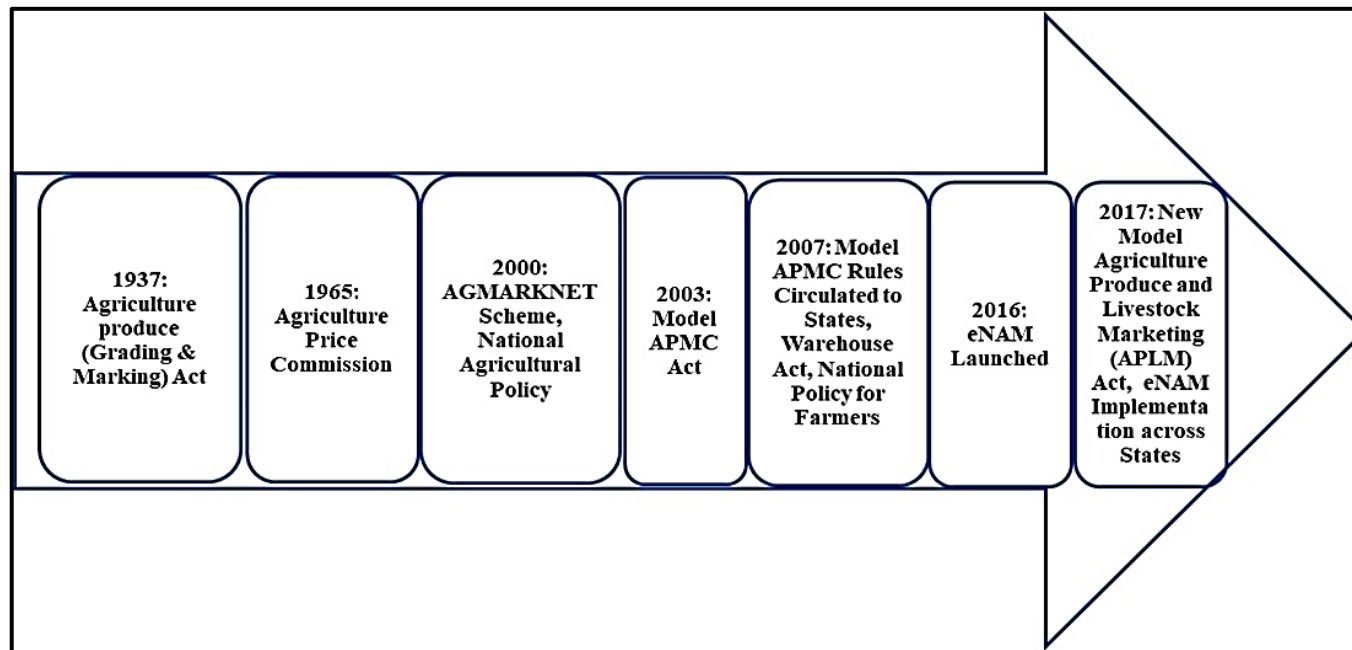 1937:
Agriculture
produce
(Grading &
Marking) Act
1965:
Agriculture
Price
Commission
2000:
AGMARKNET
Scheme,
National
Agricultural
Policy
2003:
Model
APMC
Act
2007: Model
APMC Rules
Circulated to
States,
Warehouse
Act, National
Policy for
Farmers
2016:
eNAM
Launched
2017: New
Model
Agriculture
Produce and
Livestock
Marketing
(APLM)
Act, eNAM
Implementa
tion across
States